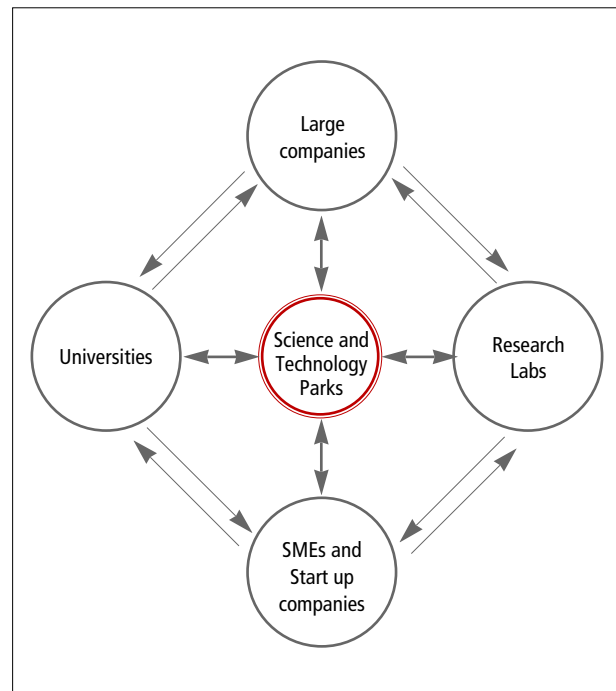 Large
companies
Universities
Science and
Technology
Parks
Research
Labs
SMEs and
Start up
companies